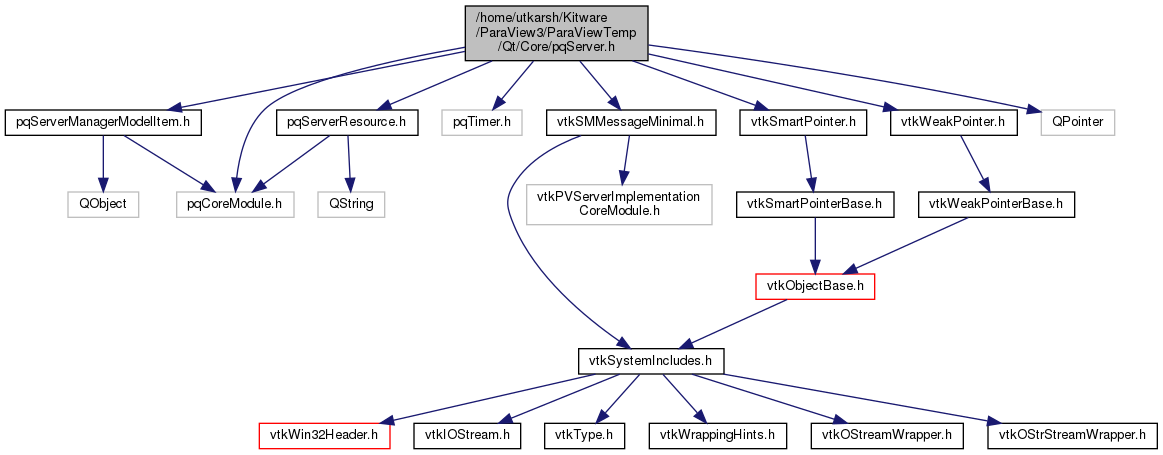 /home/utkarsh/Kitware
/ParaView3/ParaViewTemp
/Qt/Core/pqServer.h
pqServerManagerModelItem.h
pqServerResource.h
pqTimer.h
vtkSMMessageMinimal.h
vtkSmartPointer.h
vtkWeakPointer.h
QPointer
QObject
pqCoreModule.h
QString
vtkPVServerImplementation
CoreModule.h
vtkSmartPointerBase.h
vtkWeakPointerBase.h
vtkObjectBase.h
vtkSystemIncludes.h
vtkWin32Header.h
vtkIOStream.h
vtkType.h
vtkWrappingHints.h
vtkOStreamWrapper.h
vtkOStrStreamWrapper.h